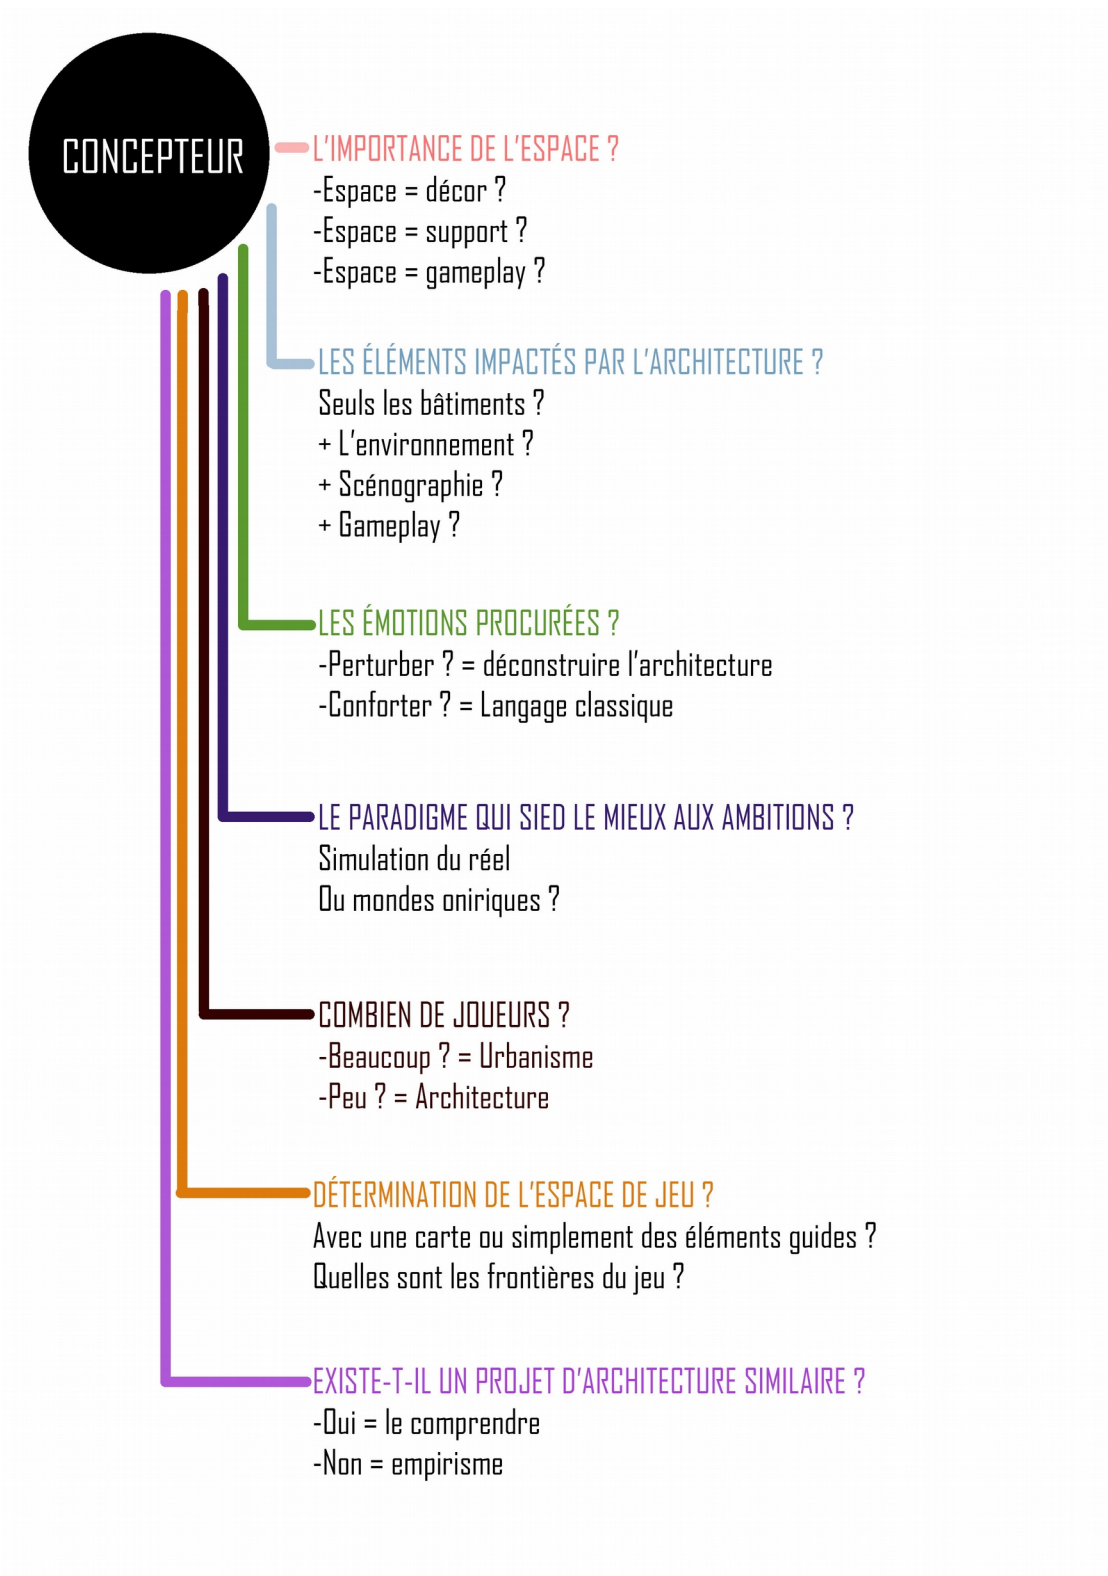 CONCEPTEUR
L'IMPORTANCE DE L'ESPACE ?
-Espace = décor ?
-Espace = support ?
-Espace = gameplay ?
LES ÉLÉMENTS IMPACTÉS PAR L'ARCHITECTURE ?
Seuls les bâtiments ?
+ L'environnement ?
+ Scénographie ?
+ Gameplay ?
LES ÉMOTIONS PROCURÉES ?
-Perturber ? = déconstruire l'architecture
-Conforter ? = Langage classique
LE PARADIGME QUI SIED LE MIEUX AUX AMBITIONS ?
Simulation du réel
Ou mondes oniriques ?
COMBIEN DE JOUEURS ?
-Beaucoup ? = Urbanisme
-Peu ? = Architecture
DÉTERMINATION DE L'ESPACE DE JEU ?
Avec une carte ou simplement des éléments guides ?
Quelles sont les frontières du jeu ?
EXISTE-T-IL UN PROJET D'ARCHITECTURE SIMILAIRE ?
-Oui = le comprendre
-Non = empirisme